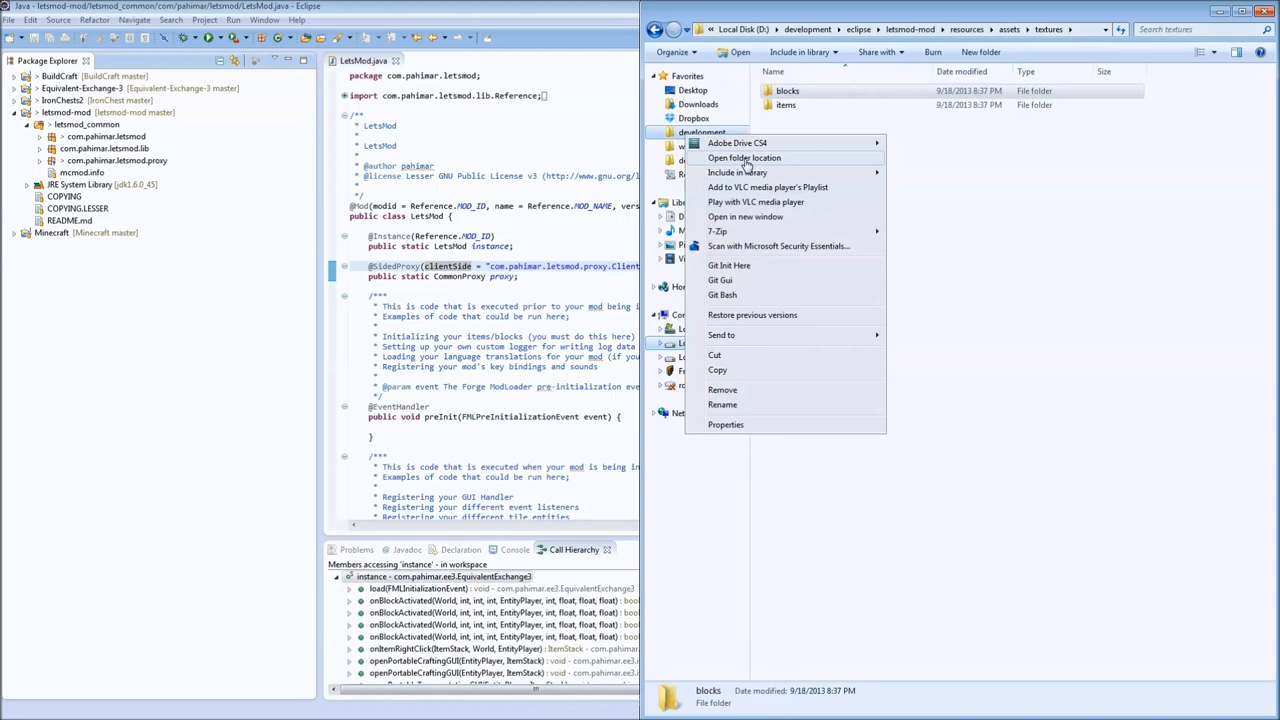 Java - letsmod-mod/letsmod_common/com/pahimar/letsmod/LetsMod.java - Eclipse
File Edit Source Refactor Navigate Search Project Run Window Help
Package Explorer
> BuildCraft [BuildCraft master]
> Equivalent-Exchange-3 [Equivalent-Exchange-3 master]
> IronChests2 [IronChest master]
> letsmod-mod [letsmod-mod master]
> letsmod_common
> com.pahimar.letsmod
com.pahimar.letsmod.lib
> com.pahimar.letsmod.proxy
mcmod.info
JRE System Library [jdk1.6.0_45]
COPYING
COPYING.LESSER
README.md
> Minecraft [Minecraft master]
LetsMod.java
package com.pahimar.letsmod;
import com.pahimar.letsmod.lib.Reference;
/**
* LetsMod
*
* LetsMod
*
* @author pahimar
* @license Lesser GNU Public License v3 (http://www.gnu.org/l
*
*/
@Mod(modid = Reference.MOD_ID, name = Reference.MOD_NAME, vers
public class LetsMod {
@Instance(Reference.MOD_ID)
public static LetsMod instance;
@SidedProxy(clientSide = "com.pahimar.letsmod.proxy.Client
public static CommonProxy proxy;
/***
* This is code that is executed prior to your mod being in
* Examples of code that could be run here;
*
* Initializing your items/blocks (you must do this here)
* Setting up your own custom logger for writing log data
* Loading your language translations for your mod (if you
* Registering your mod's key bindings and sounds
*
* @param event The Forge ModLoader pre-initialization eve
*/
@EventHandler
public void preInit(FMLPreInitializationEvent event) {
}
/***
* This is code that is executed when your mod is being in
* Examples of code that could be run here;
*
* Registering your GUI Handler
* Registering your different event listeners
* Registering your different tile entities
Problems Javadoc Declaration Console Call Hierarchy
Members accessing 'instance' - in workspace
instance - com.pahimar.ee3.EquivalentExchange3
load(FMLInitializationEvent) : void - com.pahimar.ee3.EquivalentExchange3
onBlockActivated(World, int, int, int, EntityPlayer, int, float, float, float) : bool
onBlockActivated(World, int, int, int, EntityPlayer, int, float, float, float) : bool
onBlockActivated(World, int, int, int, EntityPlayer, int, float, float, float) : bool
onBlockActivated(World, int, int, int, EntityPlayer, int, float, float, float) : bool
onItemRightClick(ItemStack, World, EntityPlayer) : ItemStack - com.pahimar.
openPortableCraftingGUI(EntityPlayer, ItemStack) : void - com.pahimar.ee3.i
openPortableCraftingGUI(EntityPlayer, ItemStack) : void - com.pahimar.ee3.i
« Local Disk (D:) ▸ development ▸ eclipse ▸ letsmod-mod ▸ resources ▸ assets ▸ textures ▸
Search textures
Organize Open Include in library Share with Burn New folder
Favorites
Desktop
Downloads
Dropbox
development
Name Date modified Type Size
blocks 9/18/2013 8:37 PM File folder
items 9/18/2013 8:37 PM File folder
Adobe Drive CS4
Open folder location
Include in library
Add to VLC media player's Playlist
Play with VLC media player
Open in new window
7-Zip
Scan with Microsoft Security Essentials...
Git Init Here
Git Gui
Git Bash
Restore previous versions
Send to
Cut
Copy
Remove
Rename
Properties
blocks Date modified: 9/18/2013 8:37 PM
File folder